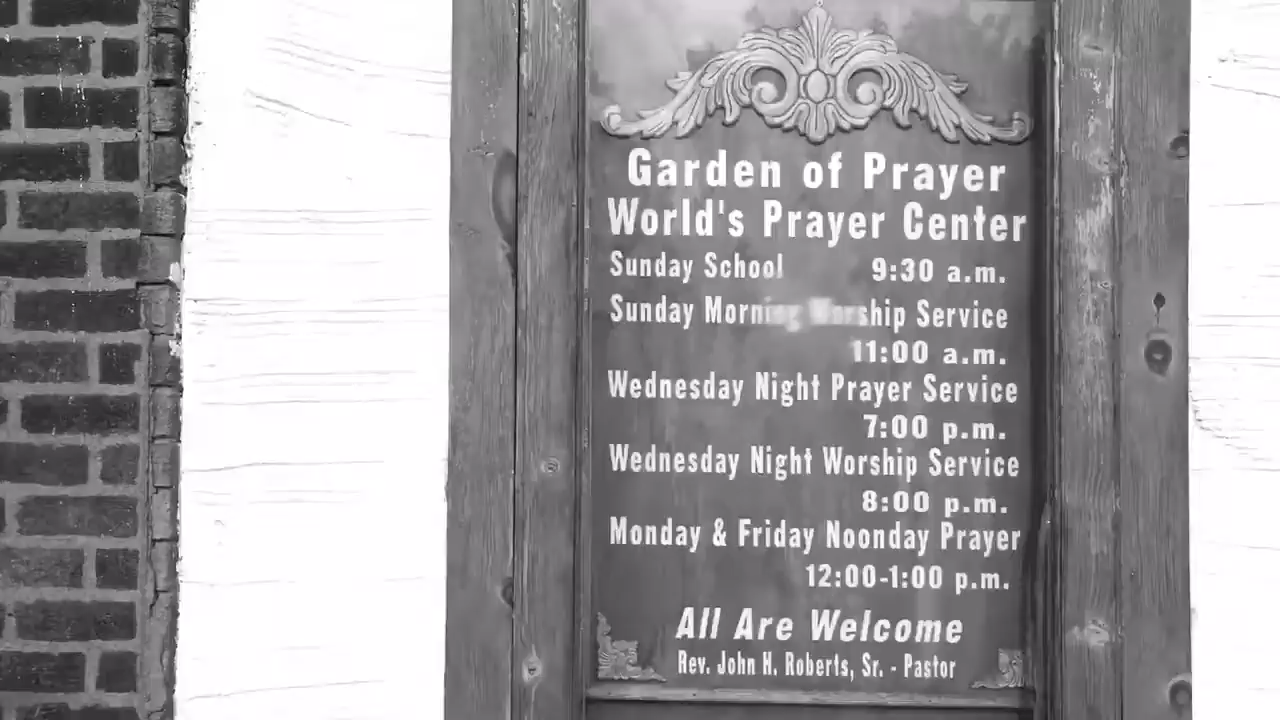 Garden of Prayer
World's Prayer Center
Sunday School 9:30 a.m.
Sunday Morning Worship Service
11:00 a.m.
Wednesday Night Prayer Service
7:00 p.m.
Wednesday Night Worship Service
8:00 p.m.
Monday & Friday Noonday Prayer
12:00-1:00 p.m.
All Are Welcome
Rev. John H. Roberts, Sr. - Pastor